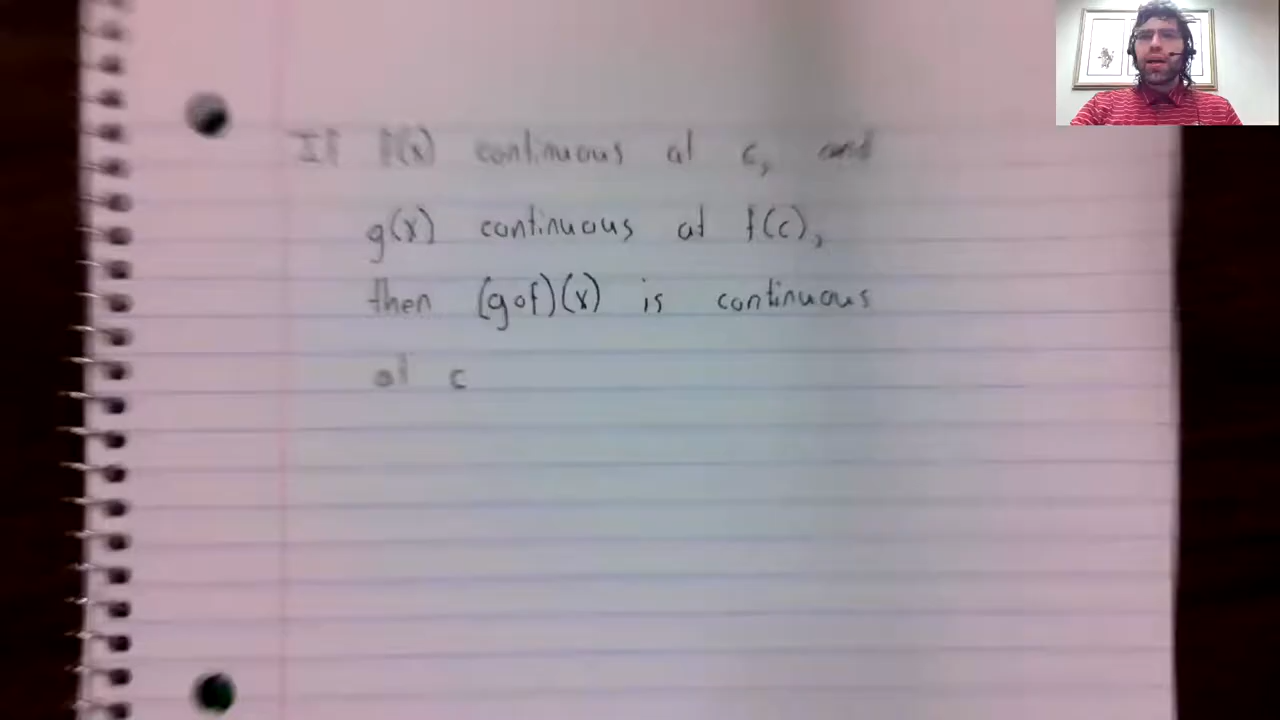 If f(x) continuous at c, and
g(x) continuous at f(c),
then (g∘f)(x) is continuous
at c